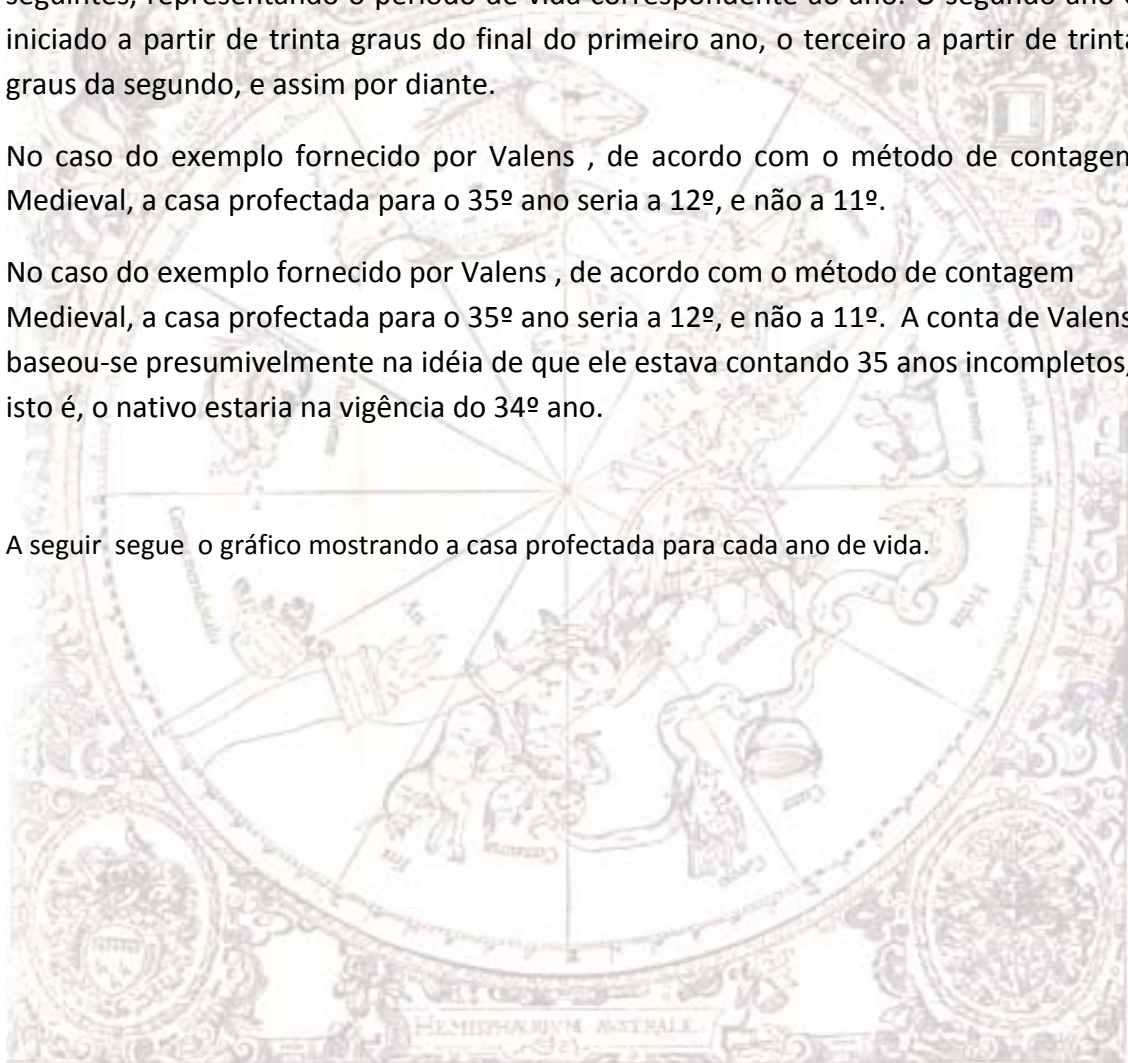 seguintes, representando o período de vida correspondente ao ano. O segundo ano é
iniciado a partir de trinta graus do final do primeiro ano, o terceiro a partir de trinta
graus da segundo, e assim por diante.
No caso do exemplo fornecido por Valens , de acordo com o método de contagem
Medieval, a casa profectada para o 35º ano seria a 12º, e não a 11º.
No caso do exemplo fornecido por Valens , de acordo com o método de contagem
Medieval, a casa profectada para o 35º ano seria a 12º, e não a 11º.  A conta de Valens
baseou-se presumivelmente na idéia de que ele estava contando 35 anos incompletos,
isto é, o nativo estaria na vigência do 34º ano.
A seguir  segue  o gráfico mostrando a casa profectada para cada ano de vida.
Ara
Hydra
HEMISPHÆRIVM AVSTRALE